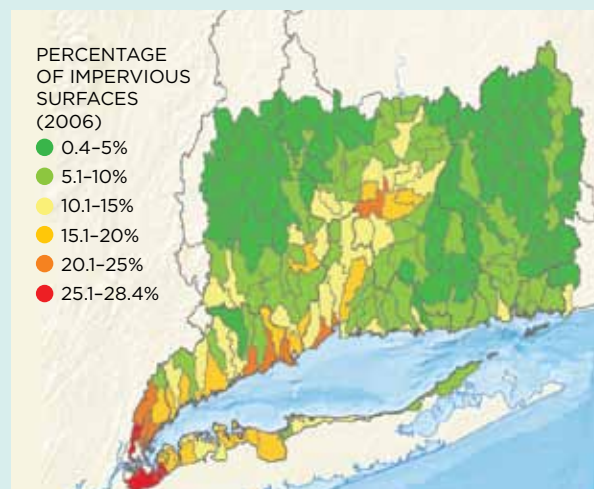 PERCENTAGE
OF IMPERVIOUS
SURFACES
(2006)
0.4–5%
5.1–10%
10.1–15%
15.1–20%
20.1–25%
25.1–28.4%